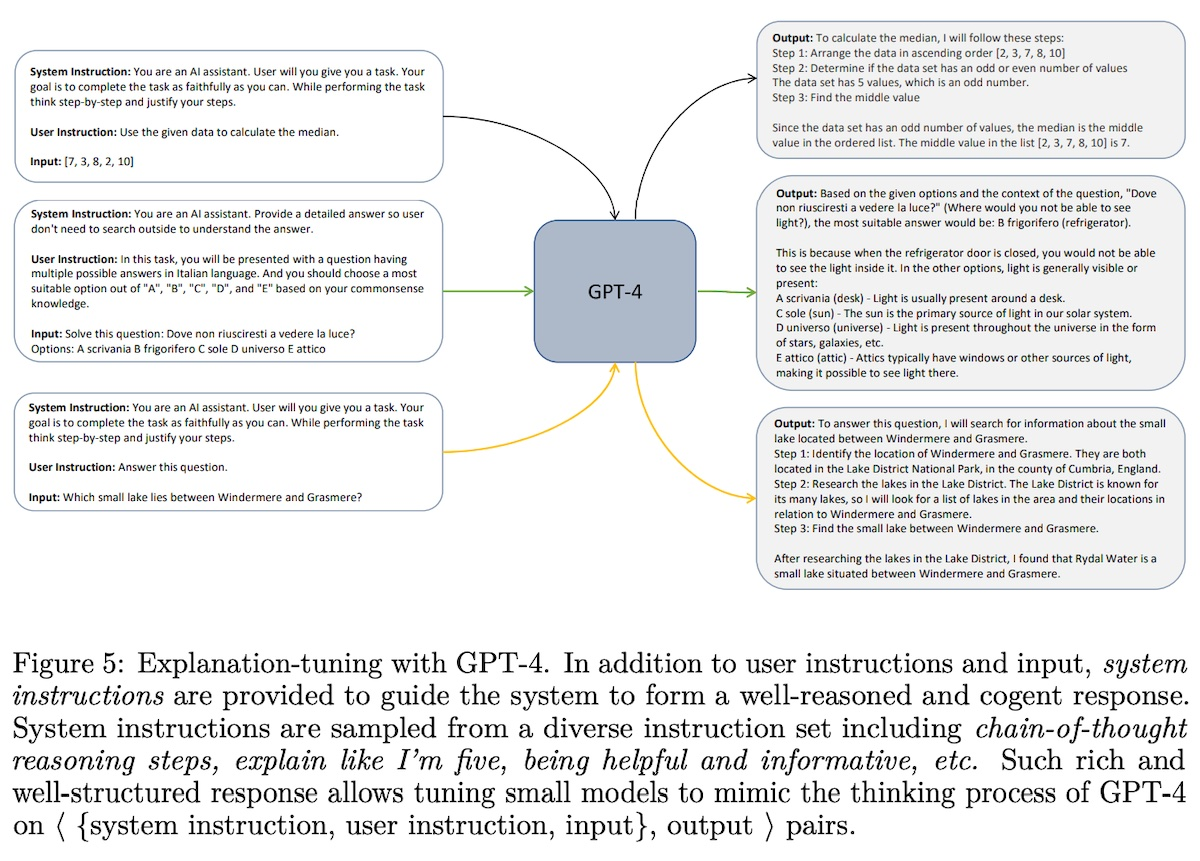 System Instruction: You are an AI assistant. User will you give you a task. Your
goal is to complete the task as faithfully as you can. While performing the task
think step-by-step and justify your steps.
User Instruction: Use the given data to calculate the median.
Input: [7, 3, 8, 2, 10]
System Instruction: You are an AI assistant. Provide a detailed answer so user
don't need to search outside to understand the answer.
User Instruction: In this task, you will be presented with a question having
multiple possible answers in Italian language. And you should choose a most
suitable option out of "A", "B", "C", "D", and "E" based on your commonsense
knowledge.
Input: Solve this question: Dove non riusciresti a vedere la luce?
Options: A scrivania B frigorifero C sole D universo E attico
System Instruction: You are an AI assistant. User will you give you a task. Your
goal is to complete the task as faithfully as you can. While performing the task
think step-by-step and justify your steps.
User Instruction: Answer this question.
Input: Which small lake lies between Windermere and Grasmere?
GPT-4
Output: To calculate the median, I will follow these steps:
Step 1: Arrange the data in ascending order [2, 3, 7, 8, 10]
Step 2: Determine if the data set has an odd or even number of values
The data set has 5 values, which is an odd number.
Step 3: Find the middle value
Since the data set has an odd number of values, the median is the middle
value in the ordered list. The middle value in the list [2, 3, 7, 8, 10] is 7.
Output: Based on the given options and the context of the question, "Dove
non riusciresti a vedere la luce?" (Where would you not be able to see
light?), the most suitable answer would be: B frigorifero (refrigerator).
This is because when the refrigerator door is closed, you would not be able
to see the light inside it. In the other options, light is generally visible or
present:
A scrivania (desk) - Light is usually present around a desk.
C sole (sun) - The sun is the primary source of light in our solar system.
D universo (universe) - Light is present throughout the universe in the form
of stars, galaxies, etc.
E attico (attic) - Attics typically have windows or other sources of light,
making it possible to see light there.
Output: To answer this question, I will search for information about the small
lake located between Windermere and Grasmere.
Step 1: Identify the location of Windermere and Grasmere. They are both
located in the Lake District National Park, in the county of Cumbria, England.
Step 2: Research the lakes in the Lake District. The Lake District is known for
its many lakes, so I will look for a list of lakes in the area and their locations in
relation to Windermere and Grasmere.
Step 3: Find the small lake between Windermere and Grasmere.
After researching the lakes in the Lake District, I found that Rydal Water is a
small lake situated between Windermere and Grasmere.
Figure 5: Explanation-tuning with GPT-4. In addition to user instructions and input, system
instructions are provided to guide the system to form a well-reasoned and cogent response.
System instructions are sampled from a diverse instruction set including chain-of-thought
reasoning steps, explain like I'm five, being helpful and informative, etc. Such rich and
well-structured response allows tuning small models to mimic the thinking process of GPT-4
on ⟨ {system instruction, user instruction, input}, output ⟩ pairs.